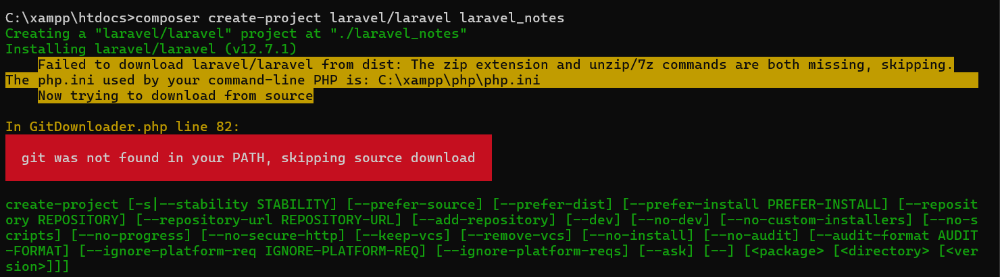 C:\xampp\htdocs>composer create-project laravel/laravel laravel_notes
Creating a "laravel/laravel" project at "./laravel_notes"
Installing laravel/laravel (v12.7.1)
    Failed to download laravel/laravel from dist: The zip extension and unzip/7z commands are both missing, skipping.
The php.ini used by your command-line PHP is: C:\xampp\php\php.ini
    Now trying to download from source
In GitDownloader.php line 82:
  git was not found in your PATH, skipping source download
create-project [-s|--stability STABILITY] [--prefer-source] [--prefer-dist] [--prefer-install PREFER-INSTALL] [--reposit
ory REPOSITORY] [--repository-url REPOSITORY-URL] [--add-repository] [--dev] [--no-dev] [--no-custom-installers] [--no-s
cripts] [--no-progress] [--no-secure-http] [--keep-vcs] [--remove-vcs] [--no-install] [--no-audit] [--audit-format AUDIT
-FORMAT] [--ignore-platform-req IGNORE-PLATFORM-REQ] [--ignore-platform-reqs] [--ask] [--] [<package> [<directory> [<ver
sion>]]]